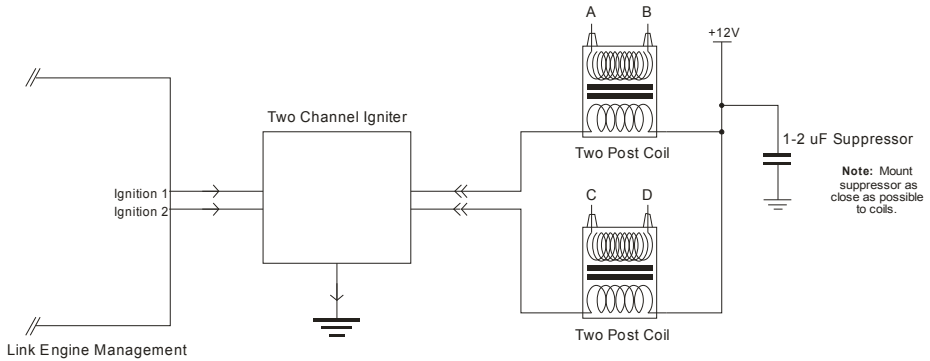 A B
+12V
Two Channel Igniter
1-2 uF Suppressor
Two Post Coil
Note: Mount
suppressor as
close as possible
to coils.
Ignition 1
Ignition 2
C D
Two Post Coil
Link Engine Management